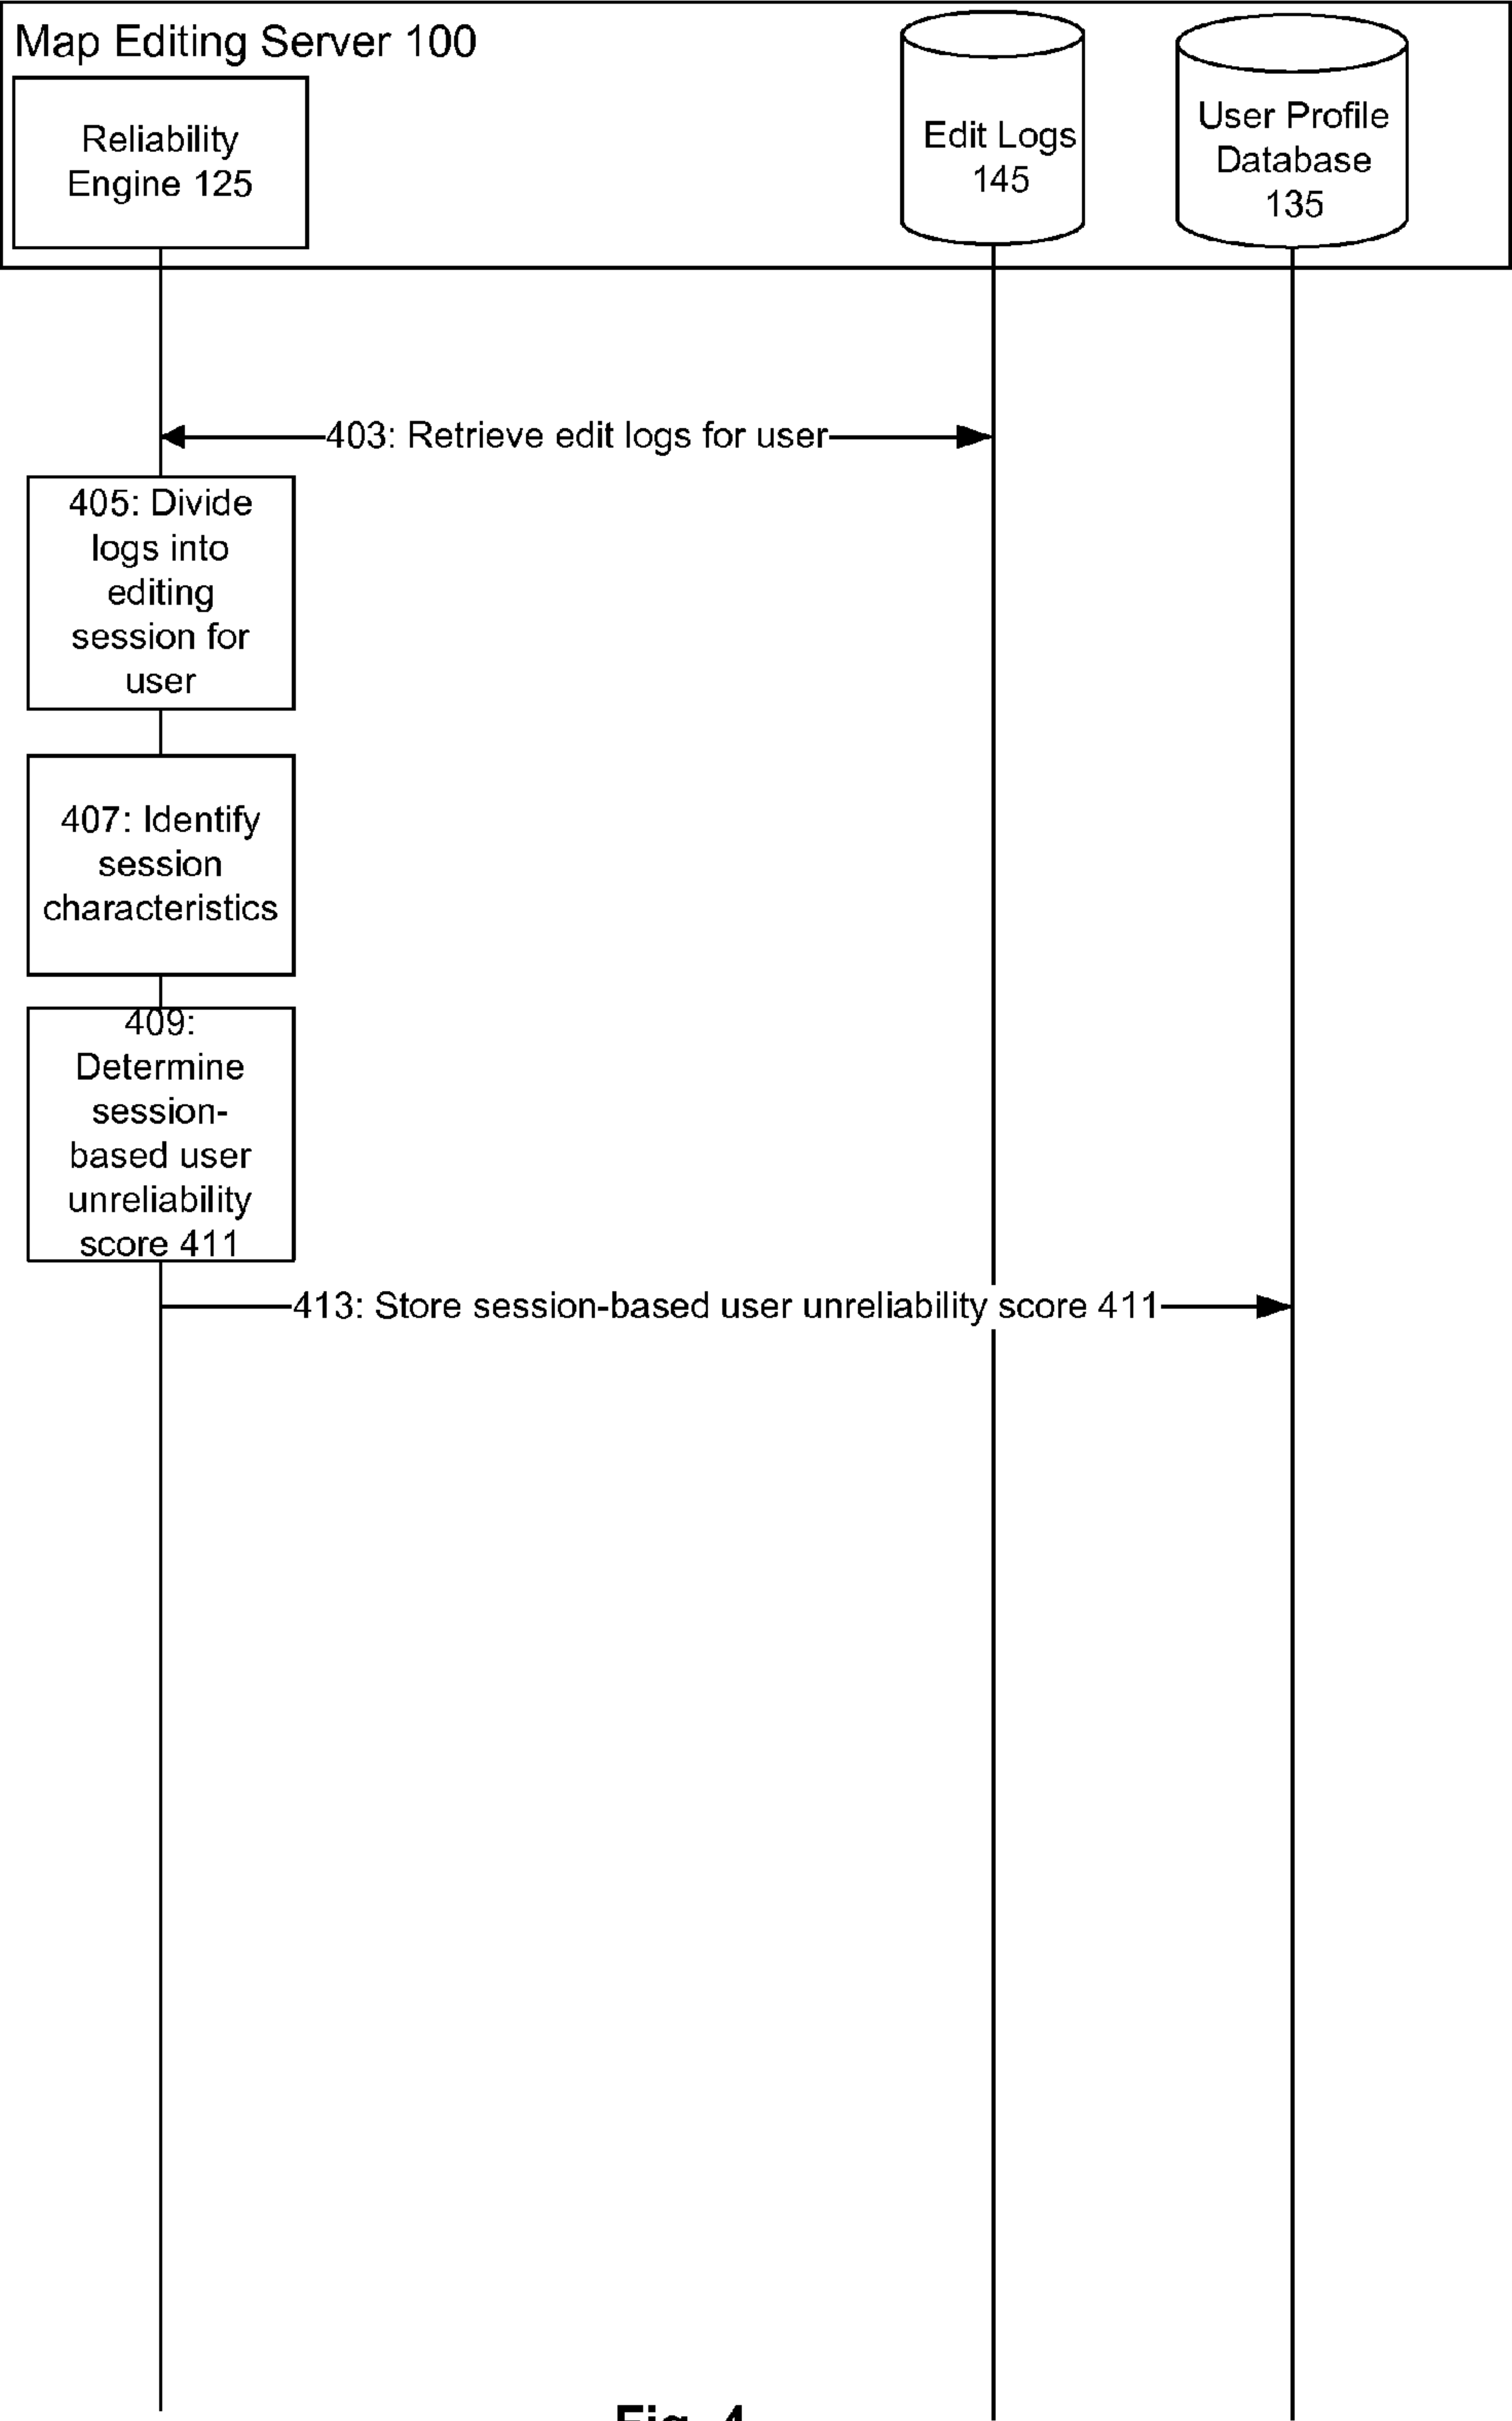 Map Editing Server 100
Reliability
Engine 125
Edit Logs
145
User Profile
Database
135
403: Retrieve edit logs for user
405: Divide
logs into
editing
session for
user
407: Identify
session
characteristics
409:
Determine
session-
based user
unreliability
score 411
413: Store session-based user unreliability score 411
Fig. 4